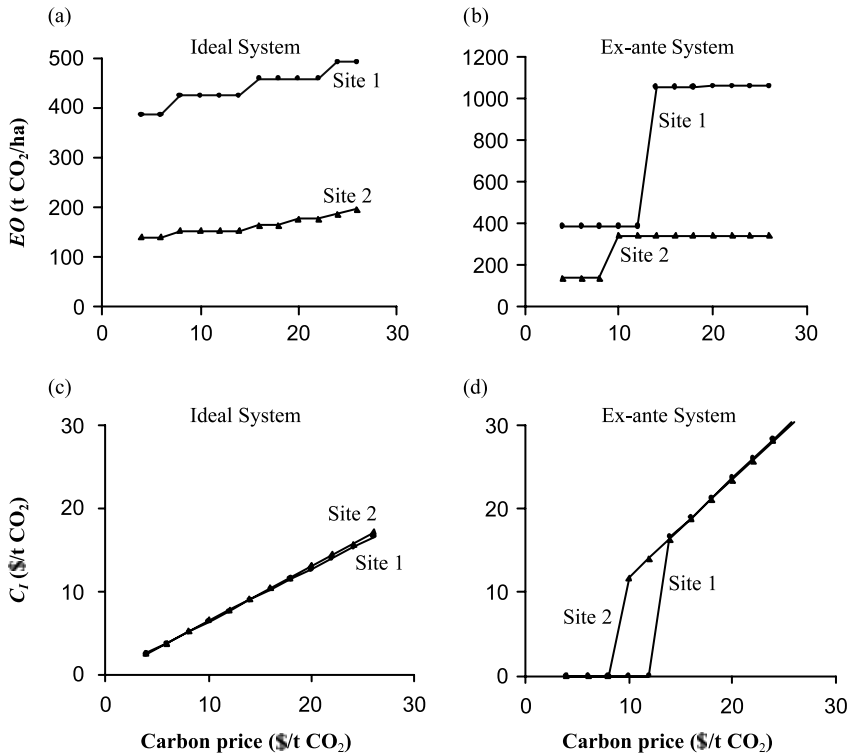 (a)
Ideal System
500
400
300
200
100
0
EO (t CO2/ha)
Site 1
Site 2
0 10 20 30
(b)
Ex-ante System
1200
1000
800
600
400
200
0
Site 1
Site 2
0 10 20 30
(c)
Ideal System
30
20
10
0
CI ($/t CO2)
Site 2
Site 1
0 10 20 30
Carbon price ($/t CO2)
(d)
Ex-ante System
30
20
10
0
Site 2
Site 1
0 10 20 30
Carbon price ($/t CO2)